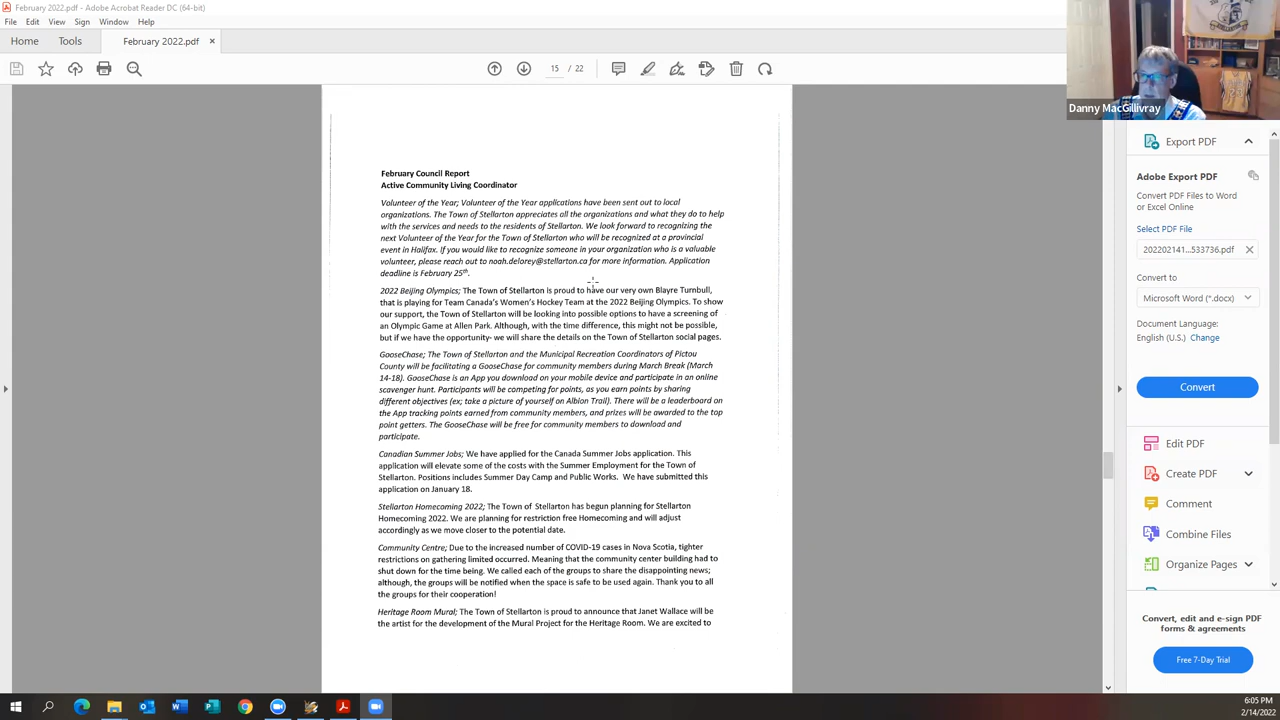 February 2022.pdf - Adobe Acrobat Reader DC (64-bit)
File Edit View Sign Window Help
Home Tools February 2022.pdf ×
15 / 22
Danny MacGillivray
February Council Report
Active Community Living Coordinator
Volunteer of the Year; Volunteer of the Year applications have been sent out to local
organizations. The Town of Stellarton appreciates all the organizations and what they do to help
with the services and needs to the residents of Stellarton. We look forward to recognizing the
next Volunteer of the Year for the Town of Stellarton who will be recognized at a provincial
event in Halifax. If you would like to recognize someone in your organization who is a valuable
volunteer, please reach out to noah.delorey@stellarton.ca for more information. Application
deadline is February 25th.
2022 Beijing Olympics; The Town of Stellarton is proud to have our very own Blayre Turnbull,
that is playing for Team Canada's Women's Hockey Team at the 2022 Beijing Olympics. To show
our support, the Town of Stellarton will be looking into possible options to have a screening of
an Olympic Game at Allen Park. Although, with the time difference, this might not be possible,
but if we have the opportunity- we will share the details on the Town of Stellarton social pages.
GooseChase; The Town of Stellarton and the Municipal Recreation Coordinators of Pictou
County will be facilitating a GooseChase for community members during March Break (March
14-18). GooseChase is an App you download on your mobile device and participate in an online
scavenger hunt. Participants will be competing for points, as you earn points by sharing
different objectives (ex; take a picture of yourself on Albion Trail). There will be a leaderboard on
the App tracking points earned from community members, and prizes will be awarded to the top
point getters. The GooseChase will be free for community members to download and
participate.
Canadian Summer Jobs; We have applied for the Canada Summer Jobs application. This
application will elevate some of the costs with the Summer Employment for the Town of
Stellarton. Positions includes Summer Day Camp and Public Works. We have submitted this
application on January 18.
Stellarton Homecoming 2022; The Town of Stellarton has begun planning for Stellarton
Homecoming 2022. We are planning for restriction free Homecoming and will adjust
accordingly as we move closer to the potential date.
Community Centre; Due to the increased number of COVID-19 cases in Nova Scotia, tighter
restrictions on gathering limited occurred. Meaning that the community center building had to
shut down for the time being. We called each of the groups to share the disappointing news;
although, the groups will be notified when the space is safe to be used again. Thank you to all
the groups for their cooperation!
Heritage Room Mural; The Town of Stellarton is proud to announce that Janet Wallace will be
the artist for the development of the Mural Project for the Heritage Room. We are excited to
Export PDF
Adobe Export PDF
Convert PDF Files to Word
or Excel Online
Select PDF File
202202141...533736.pdf
Convert to
Microsoft Word (*.docx)
Document Language:
English (U.S.) Change
Convert
Edit PDF
Create PDF
Comment
Combine Files
Organize Pages
Convert, edit and e-sign PDF
forms & agreements
Free 7-Day Trial
6:05 PM
2/14/2022